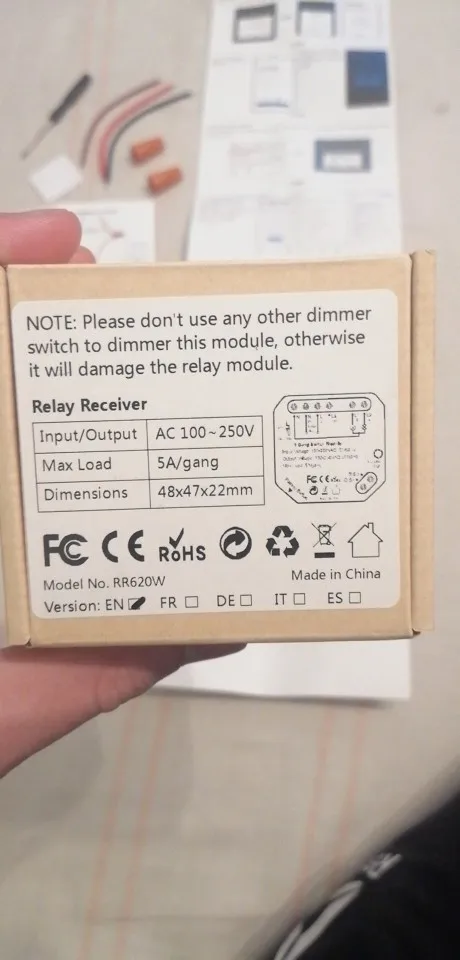 NOTE: Please don't use any other dimmer
switch to dimmer this module, otherwise
it will damage the relay module.
Relay Receiver
Input/Output AC 100~250V
Max Load 5A/gang
Dimensions 48x47x22mm
FC CE RoHS
Model No. RR620W
Made in China
Version: EN FR DE IT ES